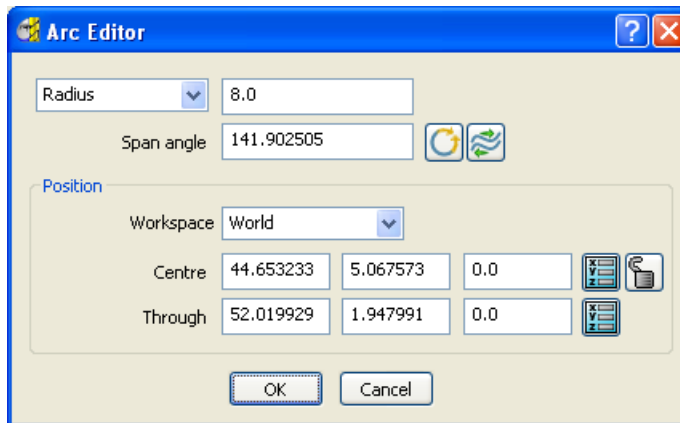 Arc Editor
Radius 8.0
Span angle 141.902505
Position
Workspace World
Centre 44.653233 5.067573 0.0
Through 52.019929 1.947991 0.0
OK Cancel